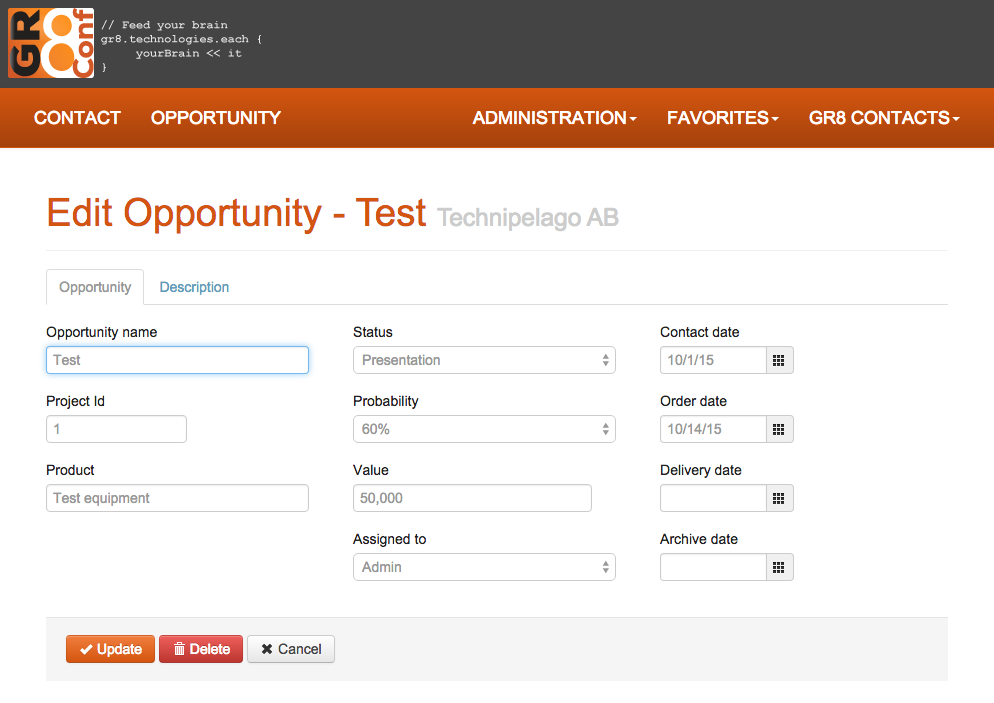 GR8Conf
// Feed your brain
gr8.technologies.each {
yourBrain << it
}
CONTACT OPPORTUNITY ADMINISTRATION FAVORITES GR8 CONTACTS
Edit Opportunity - Test Technipelago AB
Opportunity Description
Opportunity name Status Contact date
Test Presentation 10/1/15
Project Id Probability Order date
1 60% 10/14/15
Product Value Delivery date
Test equipment 50,000
Assigned to Archive date
Admin
Update Delete Cancel